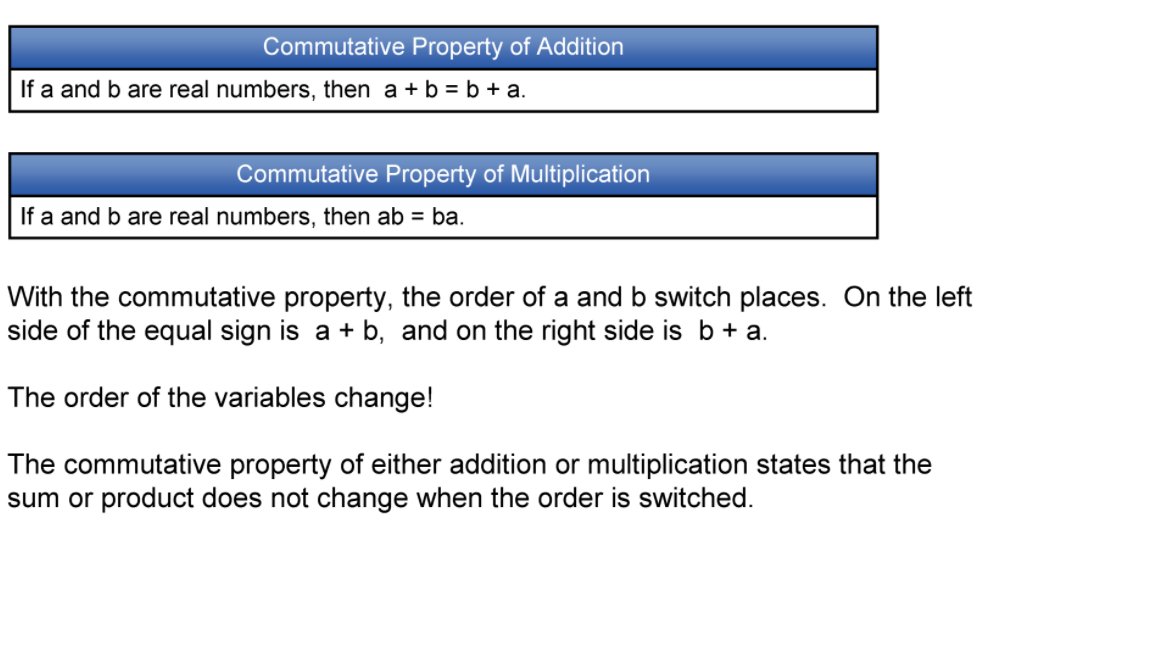 Commutative Property of Addition
If a and b are real numbers, then a + b = b + a.
Commutative Property of Multiplication
If a and b are real numbers, then ab = ba.
With the commutative property, the order of a and b switch places. On the left
side of the equal sign is a + b, and on the right side is b + a.
The order of the variables change!
The commutative property of either addition or multiplication states that the
sum or product does not change when the order is switched.